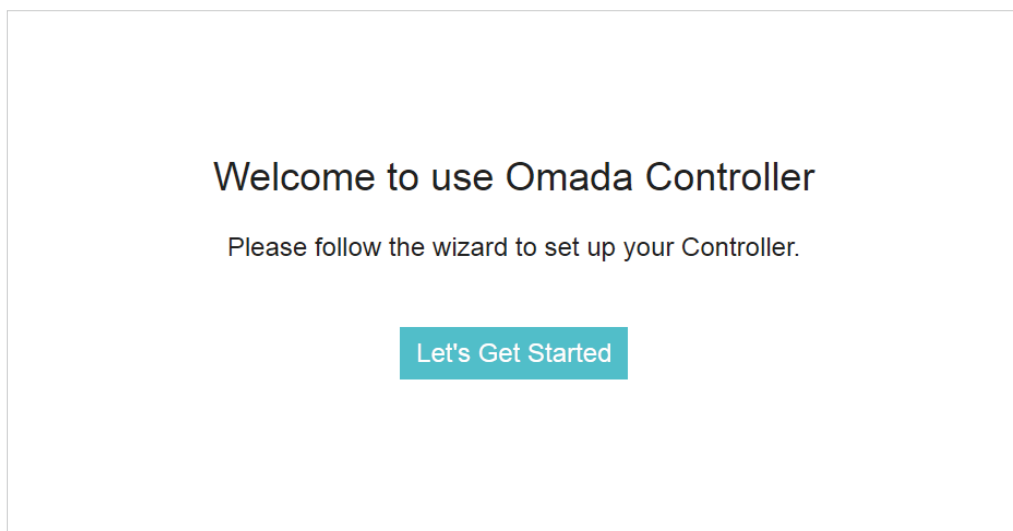 Welcome to use Omada Controller
Please follow the wizard to set up your Controller.
Let's Get Started